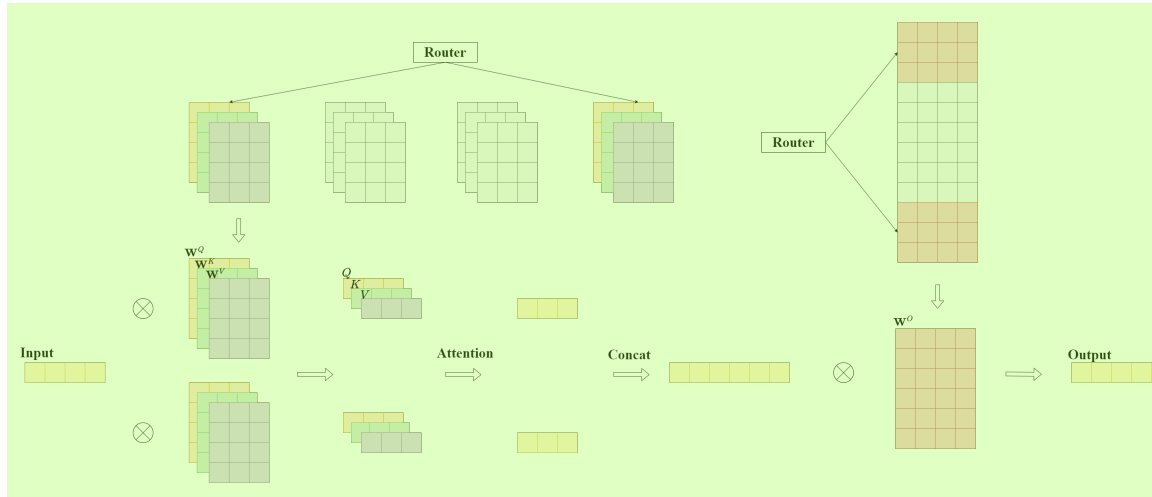 Router
Router
W^Q
W^K
W^V
Q
K
V
W^O
Input
Attention
Concat
Output